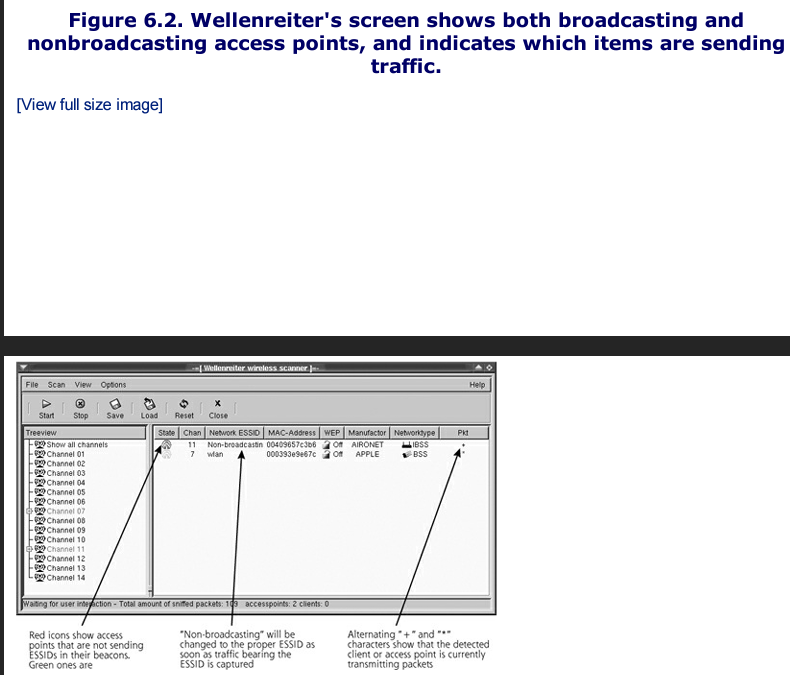 Figure 6.2. Wellenreiter's screen shows both broadcasting and
nonbroadcasting access points, and indicates which items are sending
traffic.
[View full size image]
-=[ Wellenreiter wireless scanner ]=-
File Scan View Options Help
Start Stop Save Load Reset Close
Treeview State Chan Network ESSID MAC-Address WEP Manufactor Networktype Pkt
Show all channels 11 Non-broadcastin 00409657c3b6 Off AIRONET IBSS +
Channel 01 7 wlan 000393e9e67c Off APPLE BSS *
Channel 02
Channel 03
Channel 04
Channel 05
Channel 06
Channel 07
Channel 08
Channel 09
Channel 10
Channel 11
Channel 12
Channel 13
Channel 14
Waiting for user interaction - Total amount of sniffed packets: 109 accesspoints: 2 clients: 0
Red icons show access
points that are not sending
ESSIDs in their beacons.
Green ones are
"Non-broadcasting" will be
changed to the proper ESSID as
soon as traffic bearing the
ESSID is captured
Alternating "+" and "*"
characters show that the detected
client or access point is currently
transmitting packets